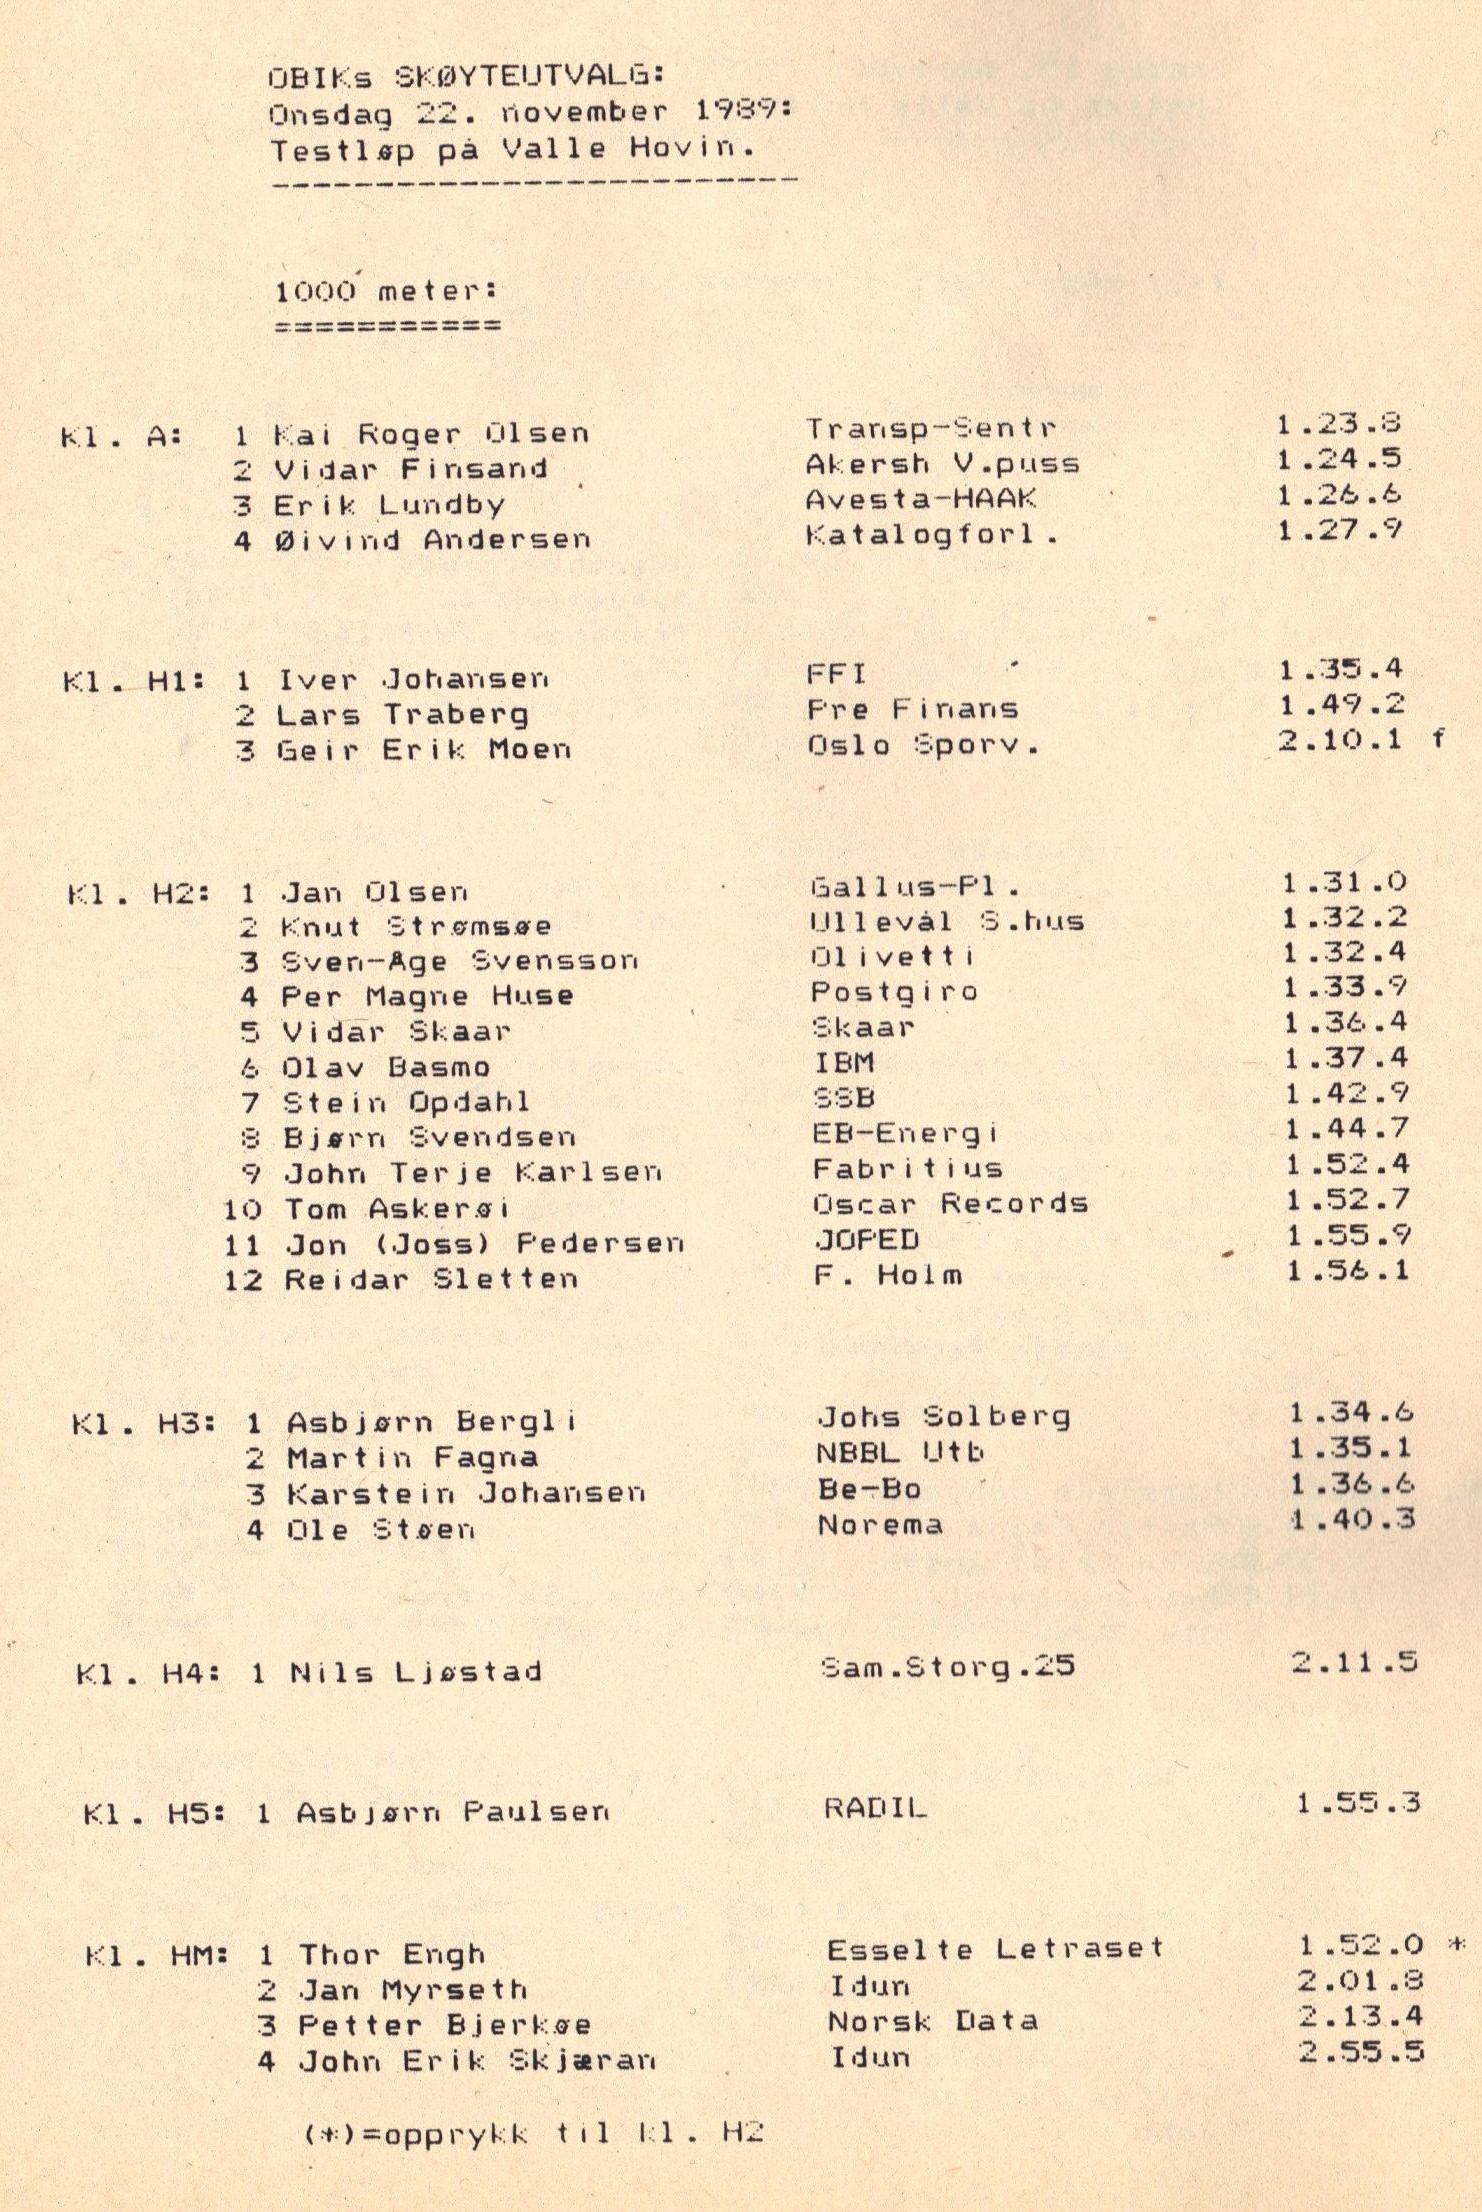 OBIKs SKØYTEUTVALG:
Onsdag 22. november 1989:
Testløp på Valle Hovin.
-------------------------
1000 meter:
===========
Kl. A: 1 Kai Roger Olsen Transp-Sentr 1.23.8
2 Vidar Finsand Akersh V.puss 1.24.5
3 Erik Lundby Avesta-HAAK 1.26.6
4 Øivind Andersen Katalogforl. 1.27.9
Kl. H1: 1 Iver Johansen FFI 1.35.4
2 Lars Traberg Pre Finans 1.49.2
3 Geir Erik Moen Oslo Sporv. 2.10.1 f
Kl. H2: 1 Jan Olsen Gallus-Pl. 1.31.0
2 Knut Strømsøe Ullevål S.hus 1.32.2
3 Sven-Age Svensson Olivetti 1.32.4
4 Per Magne Huse Postgiro 1.33.9
5 Vidar Skaar Skaar 1.36.4
6 Olav Basmo IBM 1.37.4
7 Stein Opdahl SSB 1.42.9
8 Bjørn Svendsen EB-Energi 1.44.7
9 John Terje Karlsen Fabritius 1.52.4
10 Tom Askerøi Oscar Records 1.52.7
11 Jon (Joss) Pedersen JOPED 1.55.9
12 Reidar Sletten F. Holm 1.56.1
Kl. H3: 1 Asbjørn Bergli Johs Solberg 1.34.6
2 Martin Fagna NBBL Utb 1.35.1
3 Karstein Johansen Be-Bo 1.36.6
4 Ole Støen Norema 1.40.3
Kl. H4: 1 Nils Ljøstad Sam.Storg.25 2.11.5
Kl. H5: 1 Asbjørn Paulsen RADIL 1.55.3
Kl. HM: 1 Thor Engh Esselte Letraset 1.52.0 *
2 Jan Myrseth Idun 2.01.8
3 Petter Bjerkøe Norsk Data 2.13.4
4 John Erik Skjæran Idun 2.55.5
(*)=opprykk til kl. H2